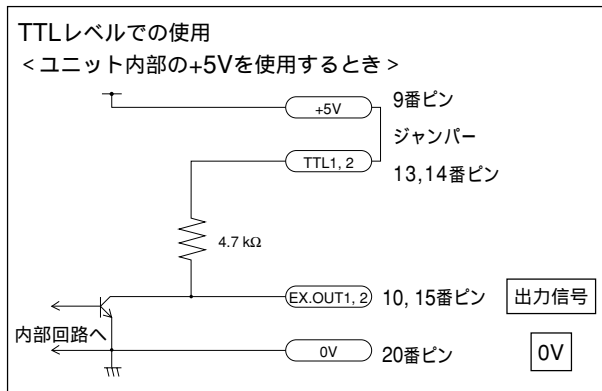 TTLレベルでの使用
<ユニット内部の+5Vを使用するとき>
+5V 9番ピン
ジャンパー
TTL1, 2
13,14番ピン
4.7 kΩ
EX.OUT1, 2 10, 15番ピン 出力信号
内部回路へ
0V 20番ピン 0V